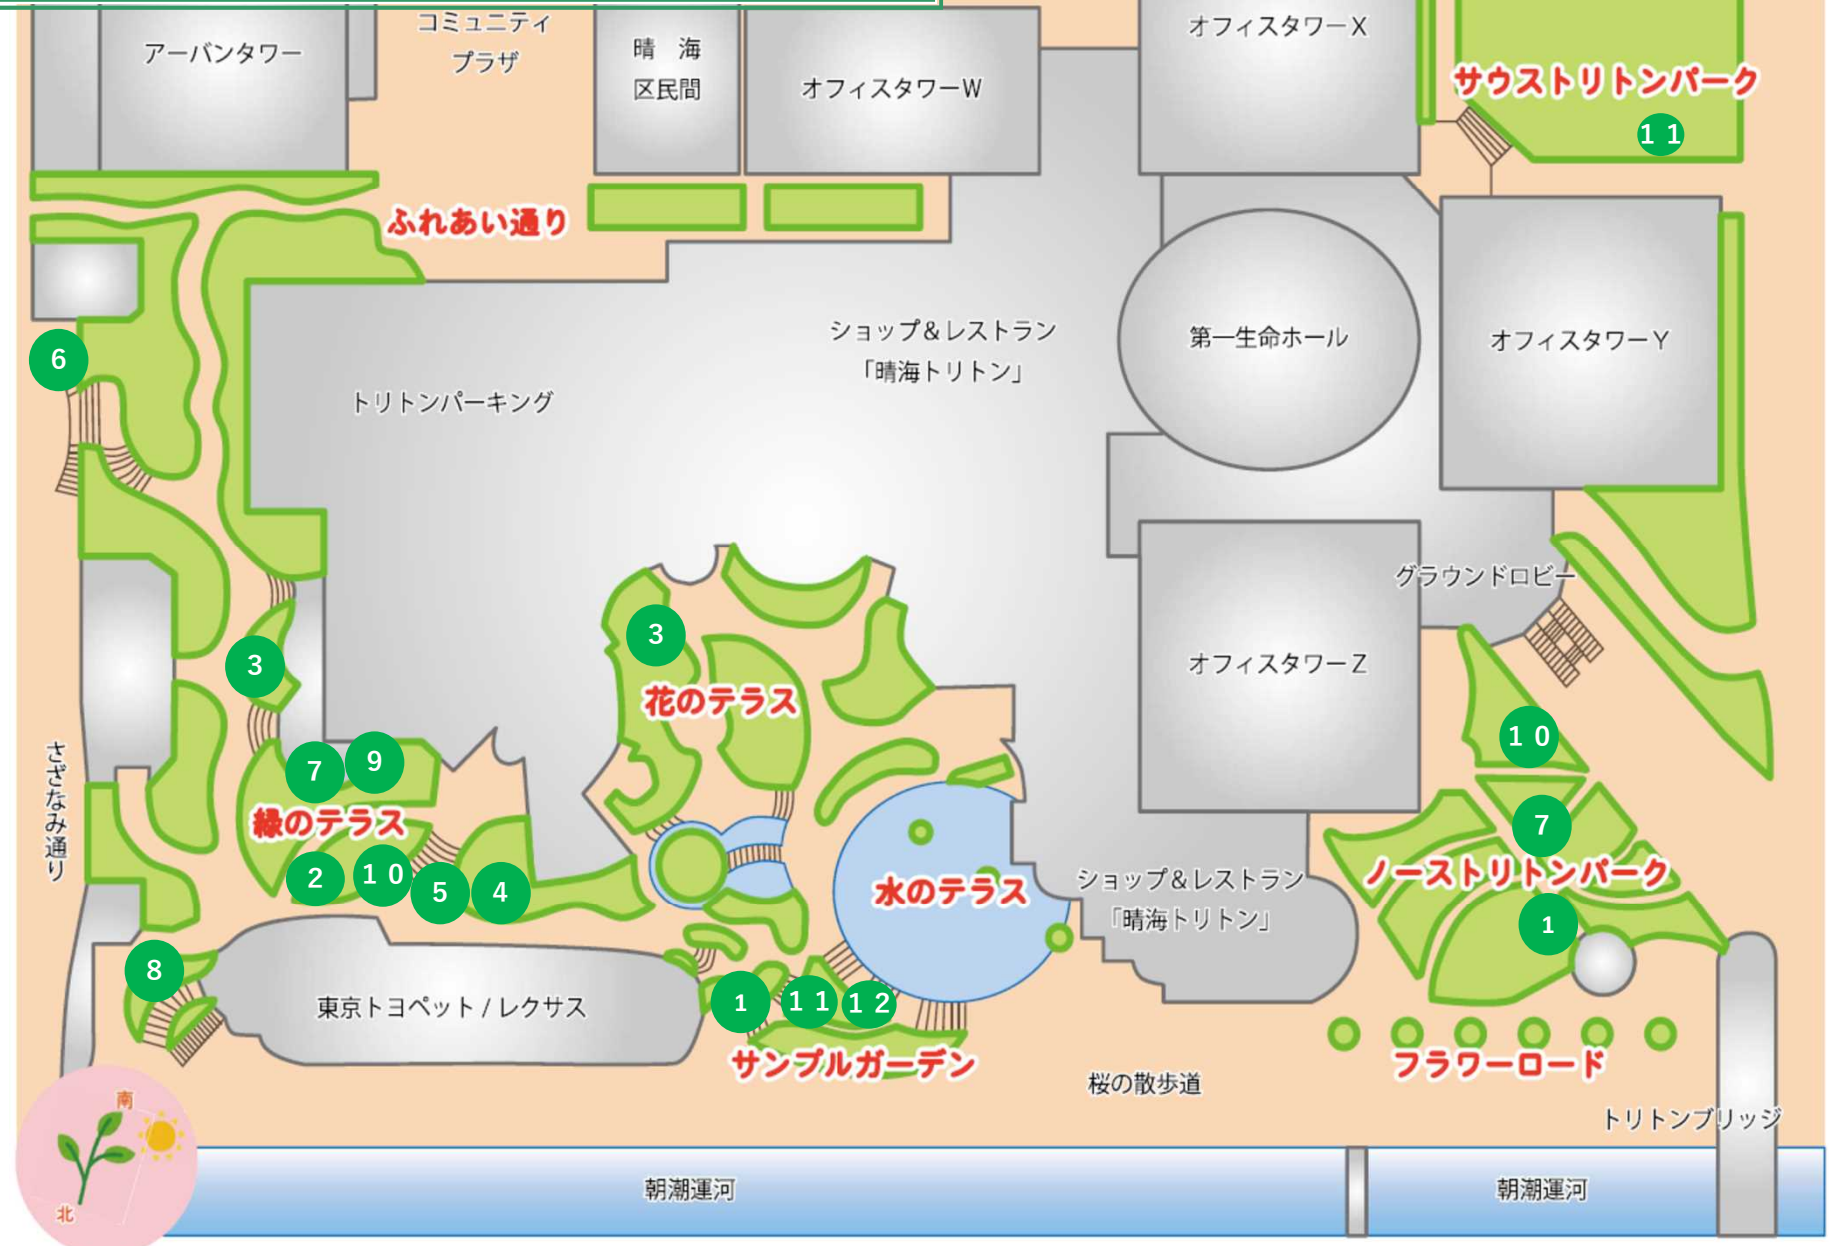 コミュニティ
プラザ
アーバンタワー
晴　海
区民間
オフィスタワーW
オフィスタワーX
サウストリトンパーク
１１
ふれあい通り
6
ショップ＆レストラン
「晴海トリトン」
第一生命ホール
オフィスタワーY
トリトンパーキング
グラウンドロビー
3
3
オフィスタワーZ
花のテラス
１０
さざなみ通り
7
9
緑のテラス
7
2
１０
5
4
水のテラス
ショップ＆レストラン
「晴海トリトン」
ノーストリトンパーク
1
8
東京トヨペット / レクサス
1
１１
１２
サンプルガーデン
フラワーロード
桜の散歩道
トリトンブリッジ
南
北
朝潮運河
朝潮運河